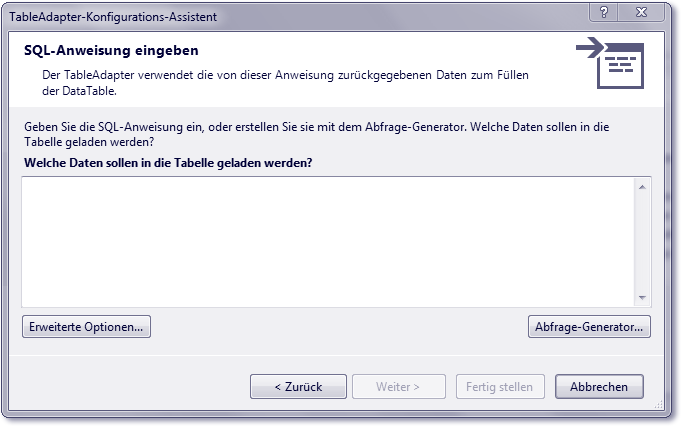 TableAdapter-Konfigurations-Assistent
?
SQL-Anweisung eingeben
Der TableAdapter verwendet die von dieser Anweisung zurückgegebenen Daten zum Füllen
der DataTable.
Geben Sie die SQL-Anweisung ein, oder erstellen Sie sie mit dem Abfrage-Generator. Welche Daten sollen in die
Tabelle geladen werden?
Welche Daten sollen in die Tabelle geladen werden?
Erweiterte Optionen...
Abfrage-Generator...
< Zurück
Weiter >
Fertig stellen
Abbrechen